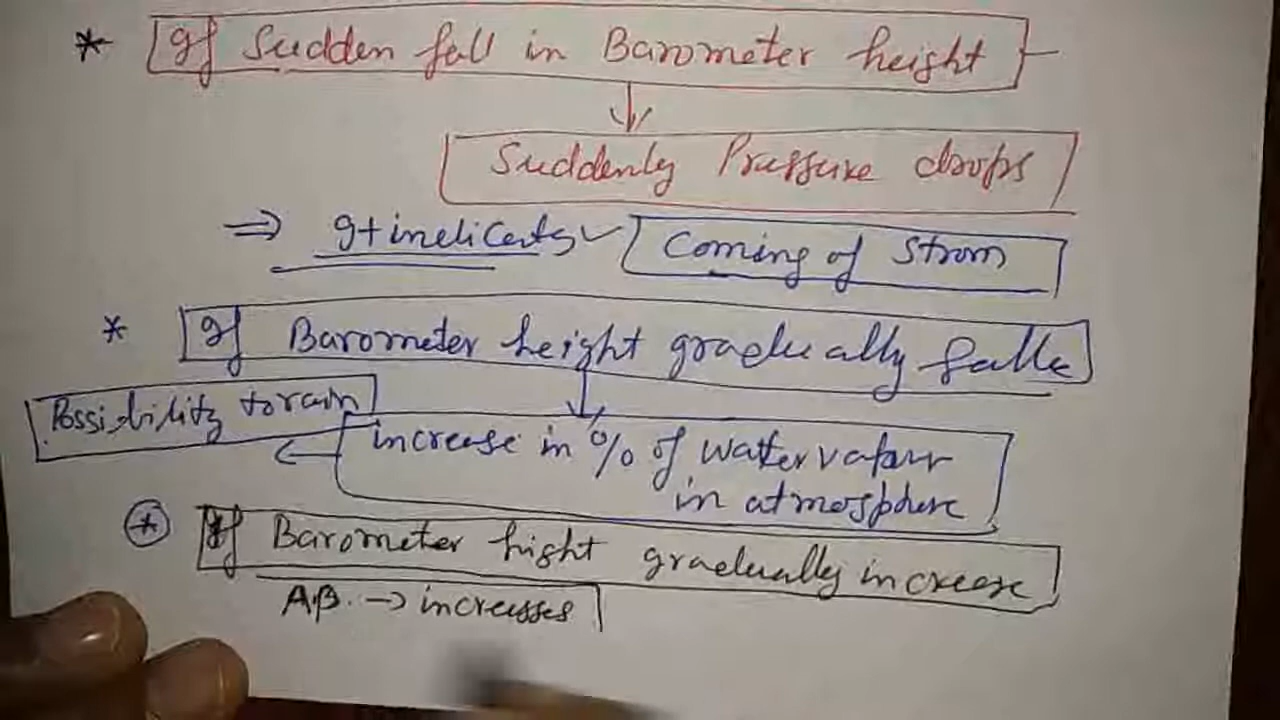 * If Sudden fall in Barometer height
Suddenly Pressure drops
⇒ It indicates Coming of Strom
* If Barometer height gradually falls
Possibility to rain
increase in % of water vapour
in atmosphere
* If Barometer hight gradually increase
A.P. → increases